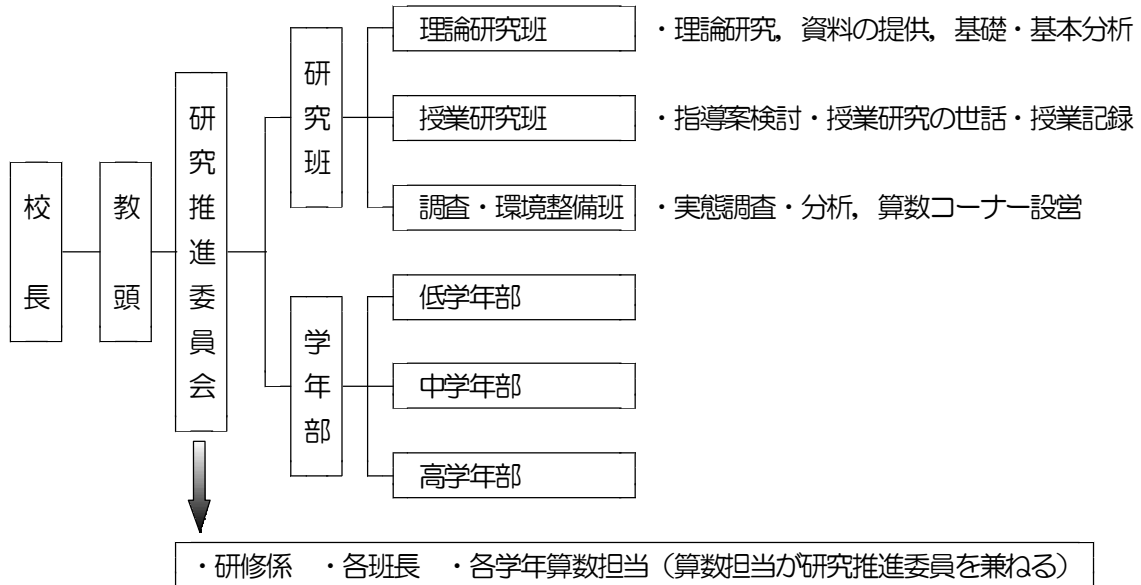 校長
教頭
研究推進委員会
研究班
理論研究班
・理論研究，資料の提供，基礎・基本分析
授業研究班
・指導案検討・授業研究の世話・授業記録
調査・環境整備班
・実態調査・分析，算数コーナー設営
学年部
低学年部
中学年部
高学年部
・研修係　・各班長　・各学年算数担当（算数担当が研究推進委員を兼ねる）